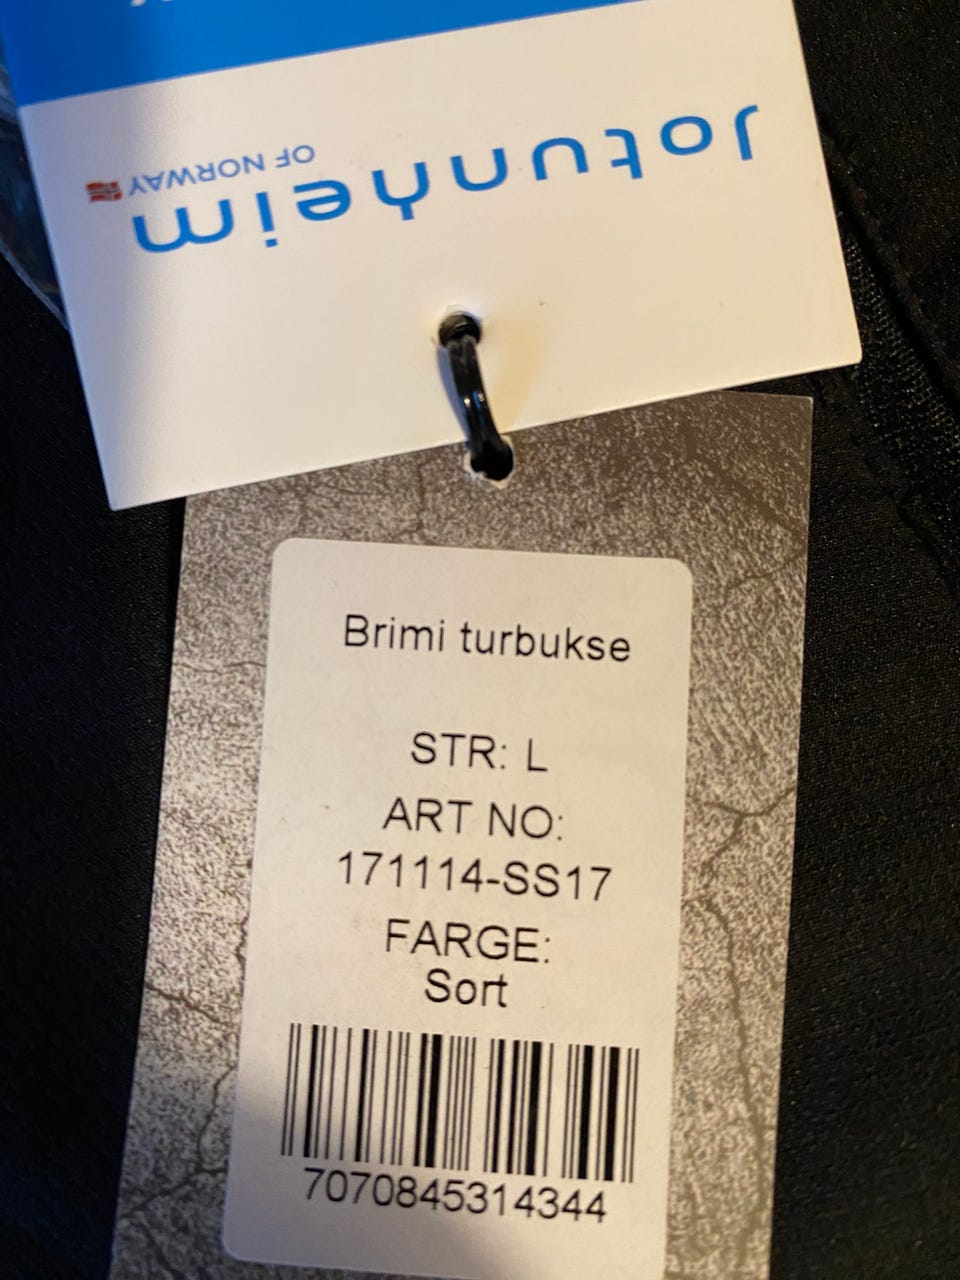 Jotunheim
OF NORWAY
Brimi turbukse
STR: L
ART NO:
171114-SS17
FARGE:
Sort
7070845314344